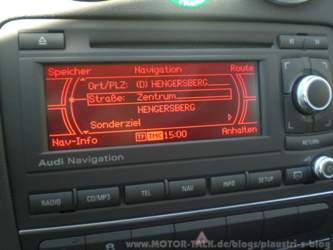 Speicher Navigation Route
Ort/PLZ: (D) HENGERSBERG
Straße: Zentrum
HENGERSBERG
Sonderziel
Nav-Info TP TMC 15:00 Anhalten
Audi Navigation
RETURN
RADIO CD/MP3 TEL NAV INFO SETUP
www.MOTOR-TALK.de/blogs/plaustri-s-blog